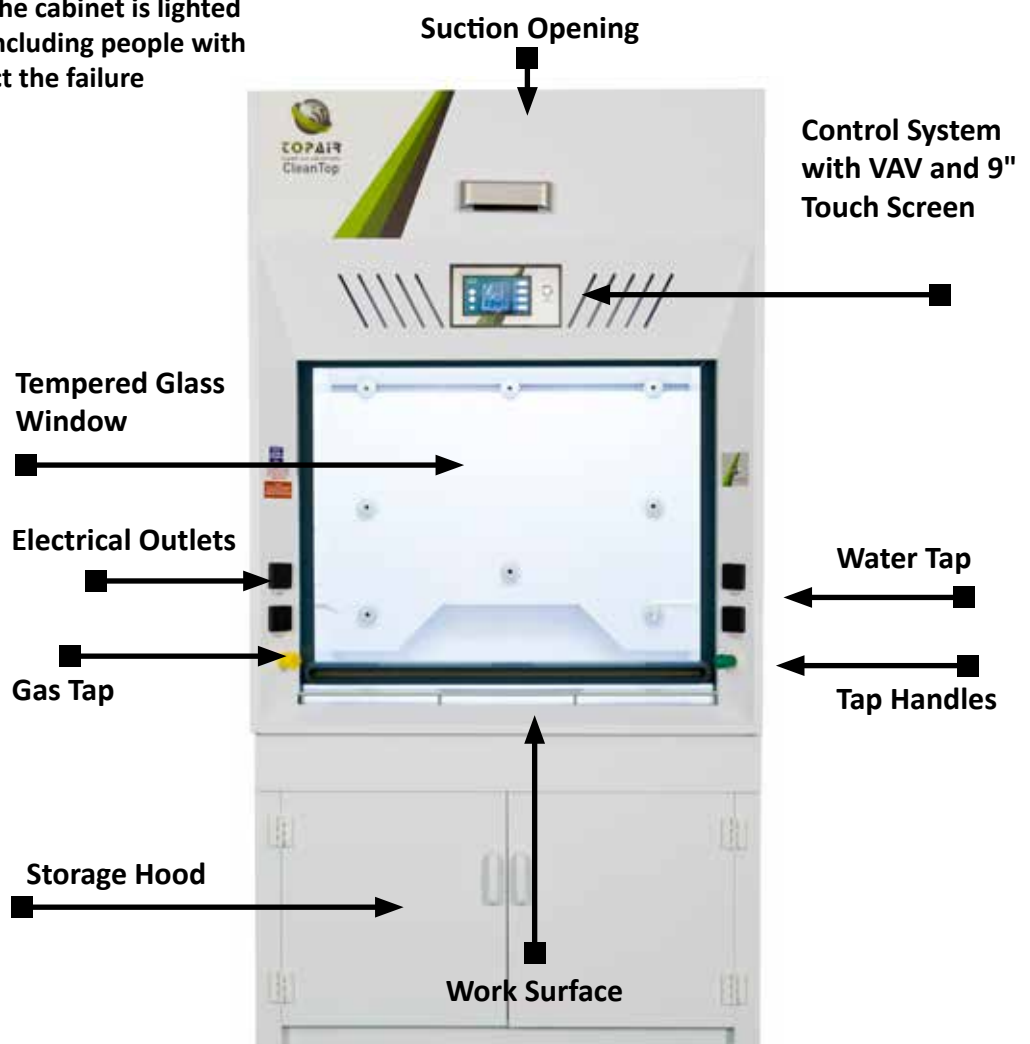 he cabinet is lighted
ncluding people with
ct the failure
Suction Opening
TOPAIR
CleanTop
Control System
with VAV and 9"
Touch Screen
Tempered Glass
Window
Electrical Outlets
Water Tap
Gas Tap
Tap Handles
Storage Hood
Work Surface